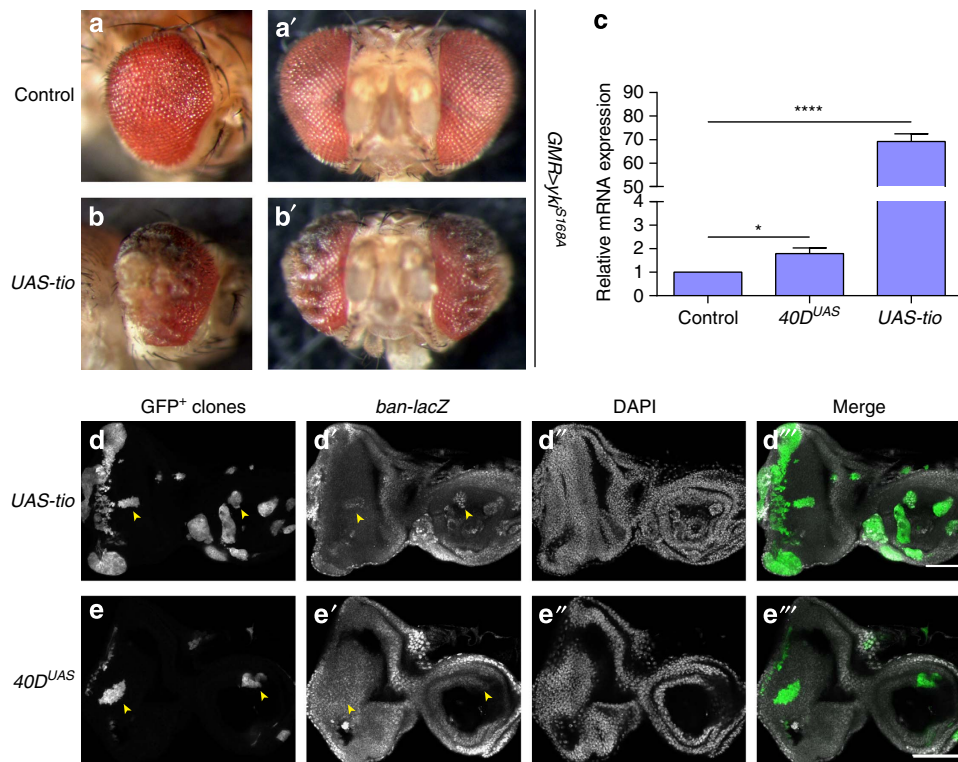 a
a′
Control
b
b′
UAS-tio
GMR>yki^S168A
c
Relative mRNA expression
90
80
70
60
50
4
3
2
1
0
****
*
Control
40D^UAS
UAS-tio
GFP⁺ clones
ban-lacZ
DAPI
Merge
UAS-tio
d
d′
d″
d‴
40D^UAS
e
e′
e″
e‴